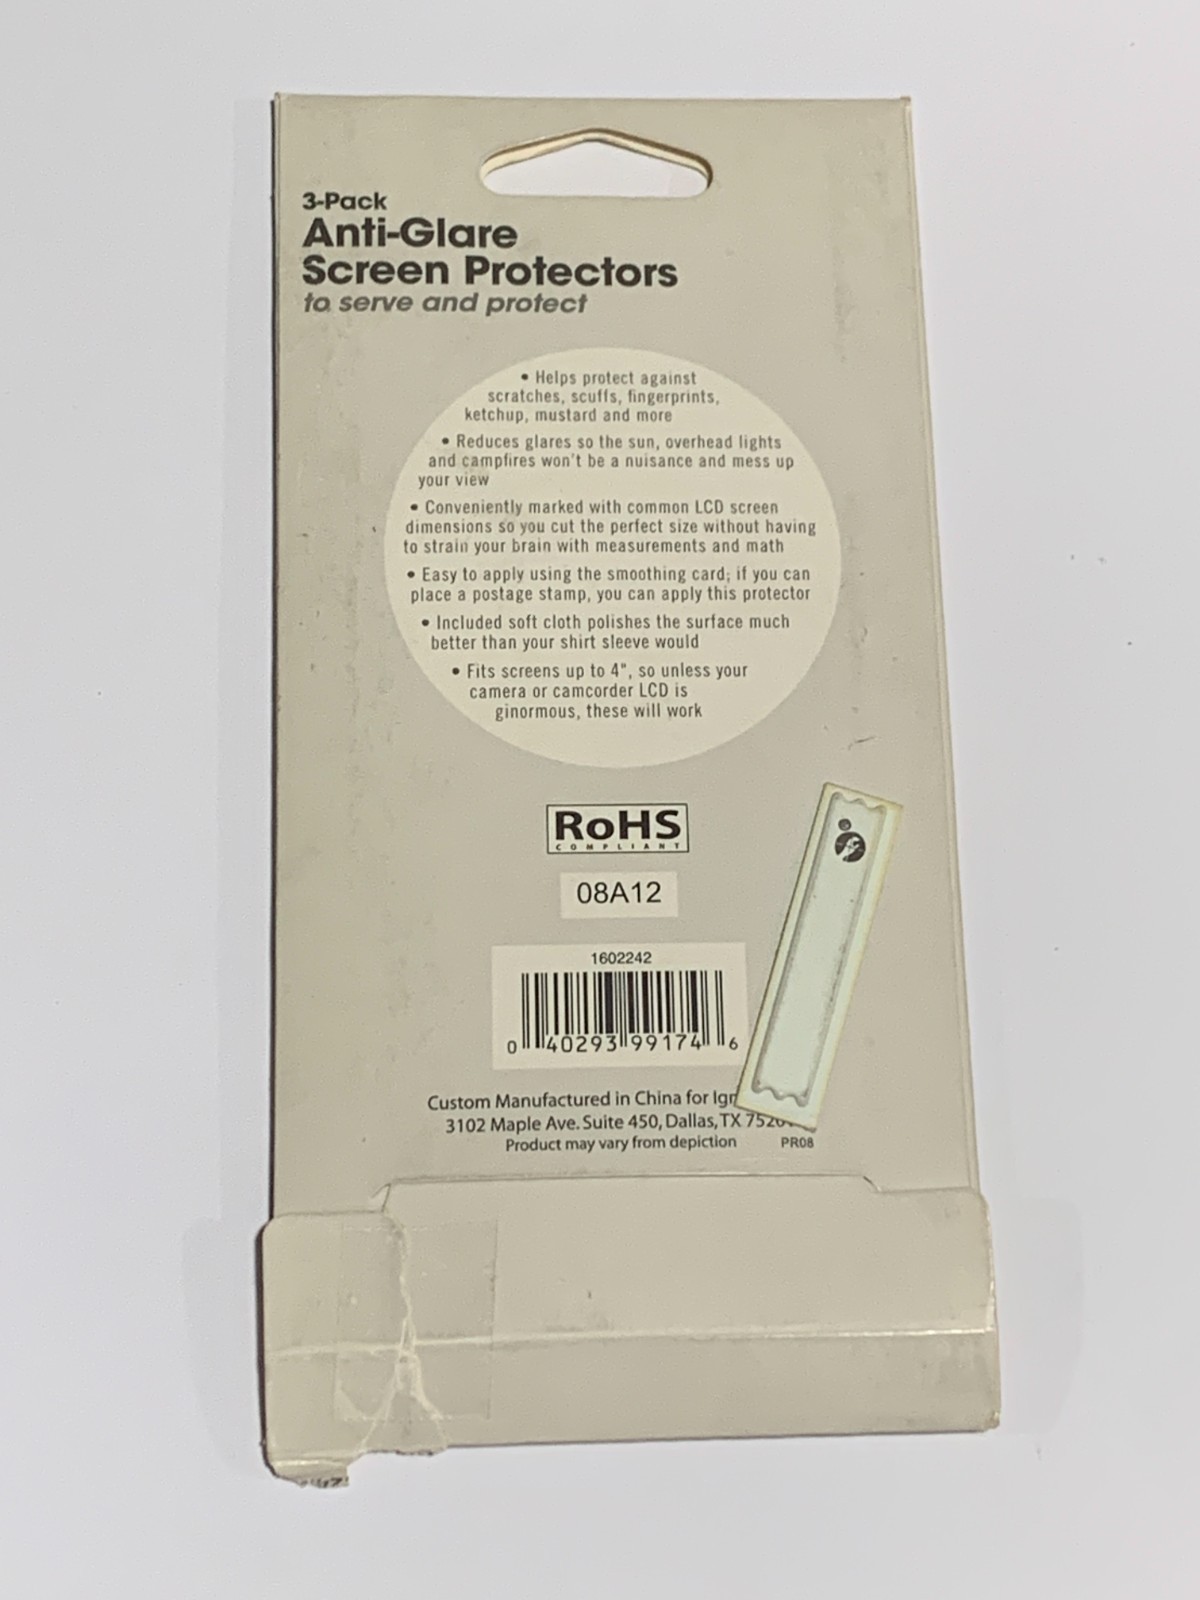 3-Pack
Anti-Glare
Screen Protectors
to serve and protect
• Helps protect against
scratches, scuffs, fingerprints,
ketchup, mustard and more
• Reduces glares so the sun, overhead lights
and campfires won't be a nuisance and mess up
your view
• Conveniently marked with common LCD screen
dimensions so you cut the perfect size without having
to strain your brain with measurements and math
• Easy to apply using the smoothing card; if you can
place a postage stamp, you can apply this protector
• Included soft cloth polishes the surface much
better than your shirt sleeve would
• Fits screens up to 4", so unless your
camera or camcorder LCD is
ginormous, these will work
RoHS
COMPLIANT
08A12
1602242
0 40293 99174 6
Custom Manufactured in China for
3102 Maple Ave. Suite 450, Dallas, TX
Product may vary from depiction PR08